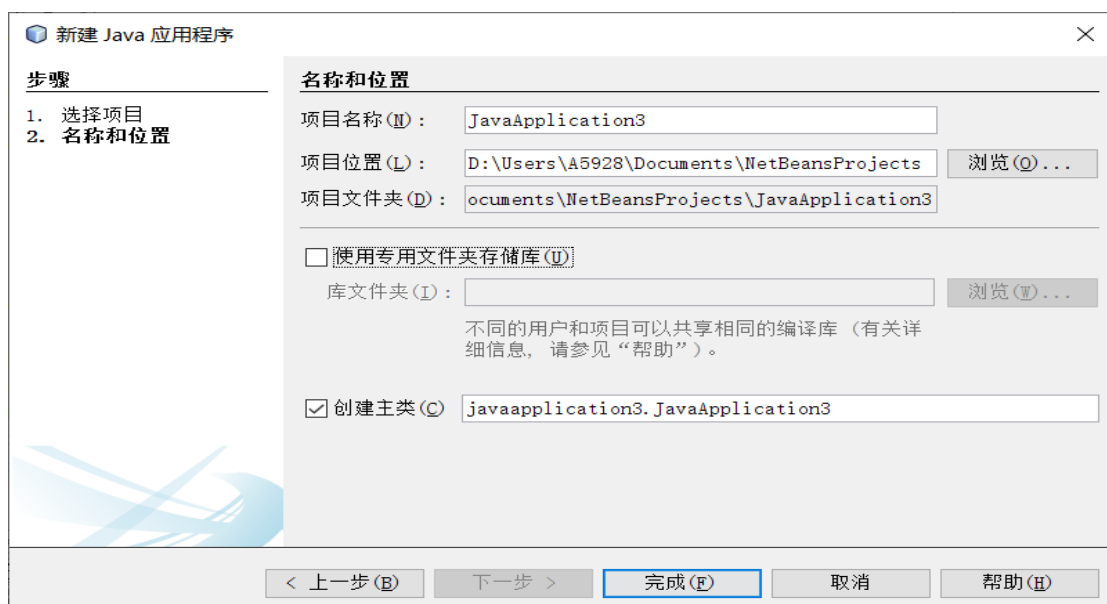 新建 Java 应用程序
步骤
1. 选择项目
2. 名称和位置
名称和位置
项目名称(N): JavaApplication3
项目位置(L): D:\Users\A5928\Documents\NetBeansProjects 浏览(O)...
项目文件夹(D): ocuments\NetBeansProjects\JavaApplication3
使用专用文件夹存储库(U)
库文件夹(I): 浏览(W)...
不同的用户和项目可以共享相同的编译库 (有关详
细信息, 请参见“帮助”)。
创建主类(C) javaapplication3.JavaApplication3
< 上一步(B) 下一步 > 完成(F) 取消 帮助(H)